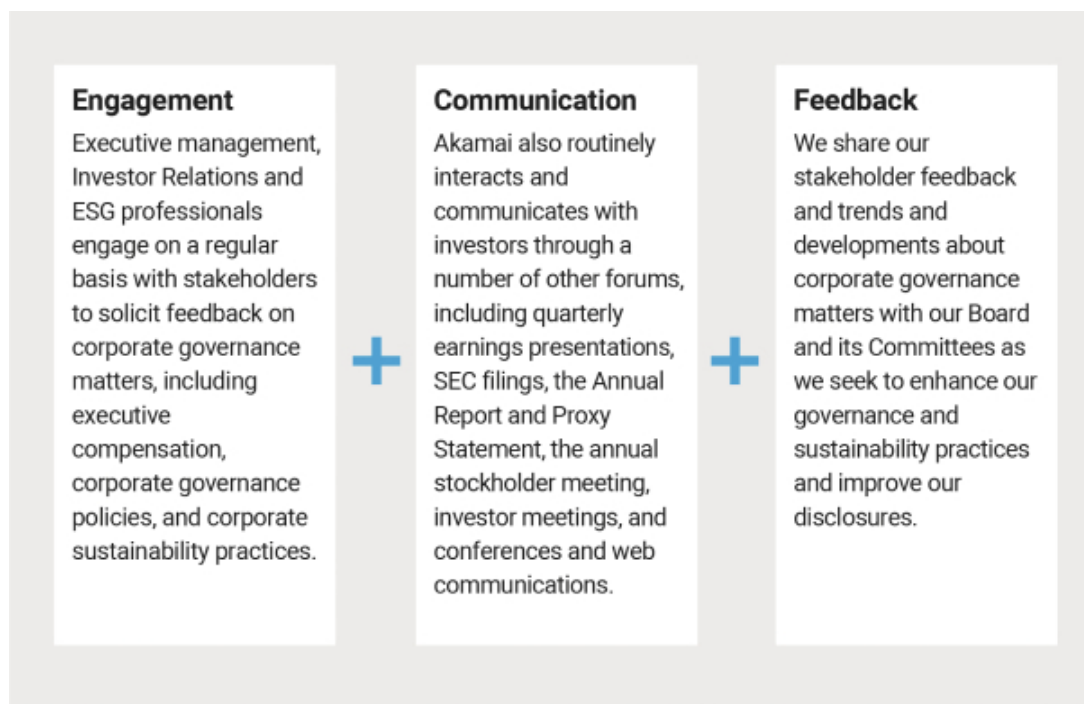 Engagement
Executive management,
Investor Relations and
ESG professionals
engage on a regular
basis with stakeholders
to solicit feedback on
corporate governance
matters, including
executive
compensation,
corporate governance
policies, and corporate
sustainability practices.
+
Communication
Akamai also routinely
interacts and
communicates with
investors through a
number of other forums,
including quarterly
earnings presentations,
SEC filings, the Annual
Report and Proxy
Statement, the annual
stockholder meeting,
investor meetings, and
conferences and web
communications.
+
Feedback
We share our
stakeholder feedback
and trends and
developments about
corporate governance
matters with our Board
and its Committees as
we seek to enhance our
governance and
sustainability practices
and improve our
disclosures.